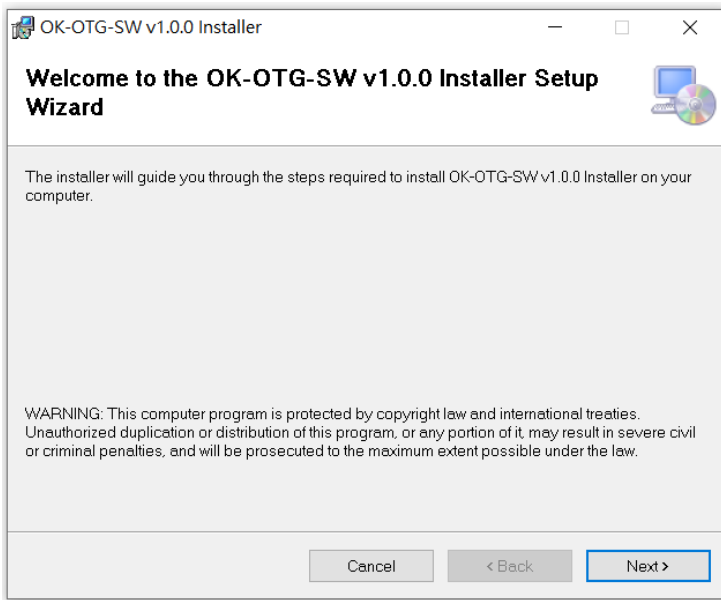 OK-OTG-SW v1.0.0 Installer
Welcome to the OK-OTG-SW v1.0.0 Installer Setup
Wizard
The installer will guide you through the steps required to install OK-OTG-SW v1.0.0 Installer on your
computer.
WARNING: This computer program is protected by copyright law and international treaties.
Unauthorized duplication or distribution of this program, or any portion of it, may result in severe civil
or criminal penalties, and will be prosecuted to the maximum extent possible under the law.
Cancel < Back Next >